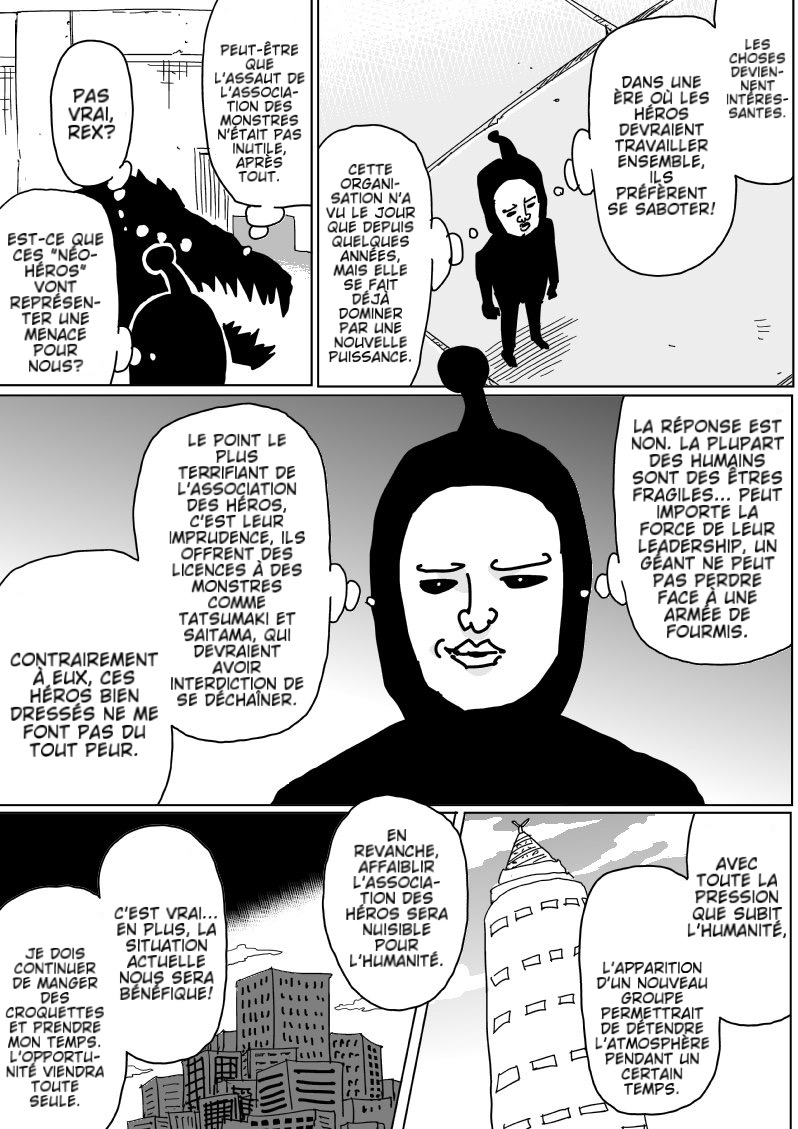 LES
CHOSES
DEVIEN-
NENT
INTÉRES-
SANTES.
DANS UNE
ÈRE OÙ LES
HÉROS
DEVRAIENT
TRAVAILLER
ENSEMBLE,
ILS
PRÉFÈRENT
SE SABOTER!
CETTE
ORGANI-
SATION N'A
VU LE JOUR
QUE DEPUIS
QUELQUES
ANNÉES,
MAIS ELLE
SE FAIT
DÉJÀ
DOMINER
PAR UNE
NOUVELLE
PUISSANCE.
PEUT-ÊTRE
QUE
L'ASSAUT DE
L'ASSOCIA-
TION DES
MONSTRES
N'ÉTAIT PAS
INUTILE,
APRÈS
TOUT.
PAS
VRAI,
REX?
EST-CE QUE
CES "NÉO-
HÉROS"
VONT
REPRÉSEN-
TER UNE
MENACE
POUR
NOUS?
LA RÉPONSE EST
NON. LA PLUPART
DES HUMAINS
SONT DES ÊTRES
FRAGILES... PEUT
IMPORTE LA
FORCE DE LEUR
LEADERSHIP, UN
GÉANT NE PEUT
PAS PERDRE
FACE À UNE
ARMÉE DE
FOURMIS.
LE POINT LE
PLUS
TERRIFIANT DE
L'ASSOCIATION
DES HÉROS,
C'EST LEUR
IMPRUDENCE, ILS
OFFRENT DES
LICENCES À DES
MONSTRES
COMME
TATSUMAKI ET
SAITAMA, QUI
DEVRAIENT
AVOIR
INTERDICTION DE
SE DÉCHAÎNER.
CONTRAIREMENT
À EUX, CES
HÉROS BIEN
DRESSÉS NE ME
FONT PAS DU
TOUT PEUR.
AVEC
TOUTE LA
PRESSION
QUE SUBIT
L'HUMANITÉ,
L'APPARITION
D'UN NOUVEAU
GROUPE
PERMETTRAIT
DE DÉTENDRE
L'ATMOSPHÈRE
PENDANT UN
CERTAIN
TEMPS.
EN
REVANCHE,
AFFAIBLIR
L'ASSOCIA-
TION DES
HÉROS SERA
NUISIBLE
POUR
L'HUMANITÉ.
C'EST VRAI...
EN PLUS, LA
SITUATION
ACTUELLE
NOUS SERA
BÉNÉFIQUE!
JE DOIS
CONTINUER
DE MANGER
DES
CROQUETTES
ET PRENDRE
MON TEMPS.
L'OPPORTU-
NITÉ VIENDRA
TOUTE
SEULE.